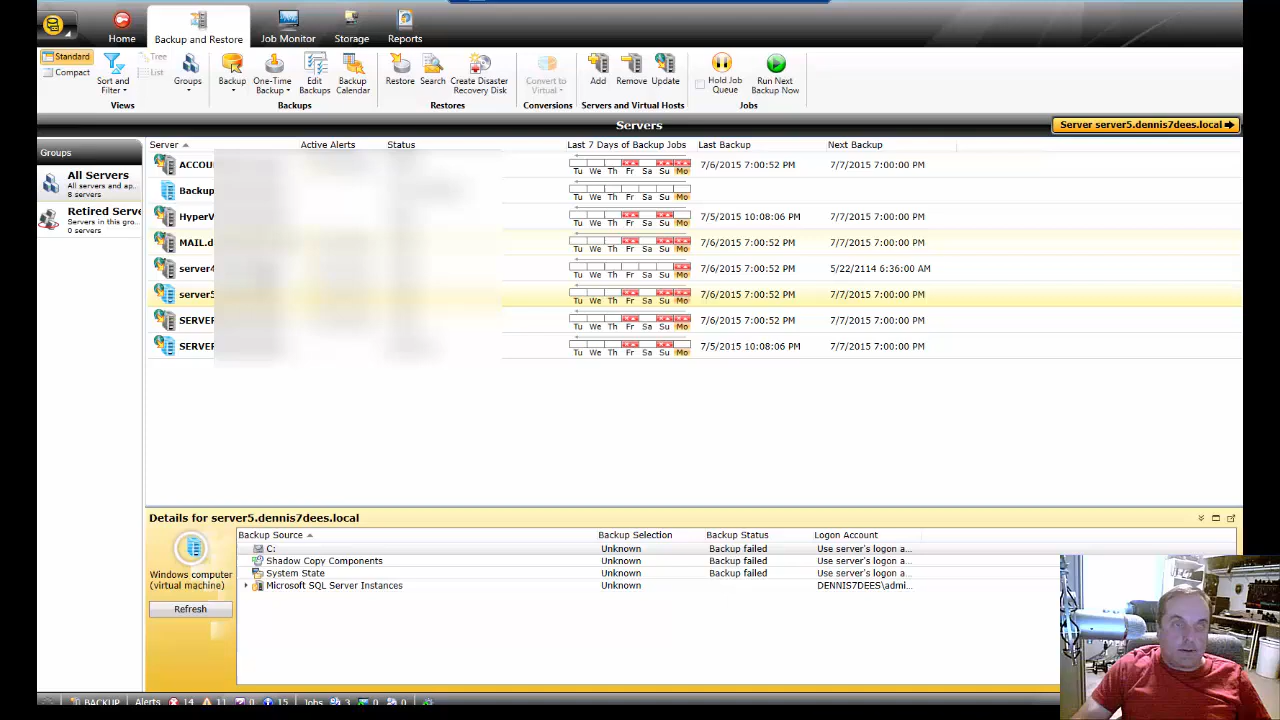 Home
Backup and Restore
Job Monitor
Storage
Reports
Standard
Compact
Tree
List
Sort and Filter
Groups
Backup
One-Time Backup
Edit Backups
Backup Calendar
Restore
Search
Create Disaster Recovery Disk
Convert to Virtual
Add
Remove
Update
Hold Job Queue
Run Next Backup Now
Views
Backups
Restores
Conversions
Servers and Virtual Hosts
Jobs
Servers
Server server5.dennis7dees.local
Groups
All Servers
All servers and ap...
8 servers
Retired Serve
Servers in this gro...
0 servers
Server Active Alerts Status Last 7 Days of Backup Jobs Last Backup Next Backup
ACCOU Tu We Th Fr Sa Su Mo 7/6/2015 7:00:52 PM 7/7/2015 7:00:00 PM
Backup Tu We Th Fr Sa Su Mo
HyperV Tu We Th Fr Sa Su Mo 7/5/2015 10:08:06 PM 7/7/2015 7:00:00 PM
MAIL.d Tu We Th Fr Sa Su Mo 7/6/2015 7:00:52 PM 7/7/2015 7:00:00 PM
server4 Tu We Th Fr Sa Su Mo 7/6/2015 7:00:52 PM 5/22/2114 6:36:00 AM
server5 Tu We Th Fr Sa Su Mo 7/6/2015 7:00:52 PM 7/7/2015 7:00:00 PM
SERVER Tu We Th Fr Sa Su Mo 7/6/2015 7:00:52 PM 7/7/2015 7:00:00 PM
SERVER Tu We Th Fr Sa Su Mo 7/5/2015 10:08:06 PM 7/7/2015 7:00:00 PM
Details for server5.dennis7dees.local
Windows computer
(virtual machine)
Refresh
Backup Source Backup Selection Backup Status Logon Account
C: Unknown Backup failed Use server's logon a...
Shadow Copy Components Unknown Backup failed Use server's logon a...
System State Unknown Backup failed Use server's logon a...
Microsoft SQL Server Instances Unknown DENNIS7DEES\admi...
BACKUP Alerts 14 11 0 15 Jobs 3 0 0